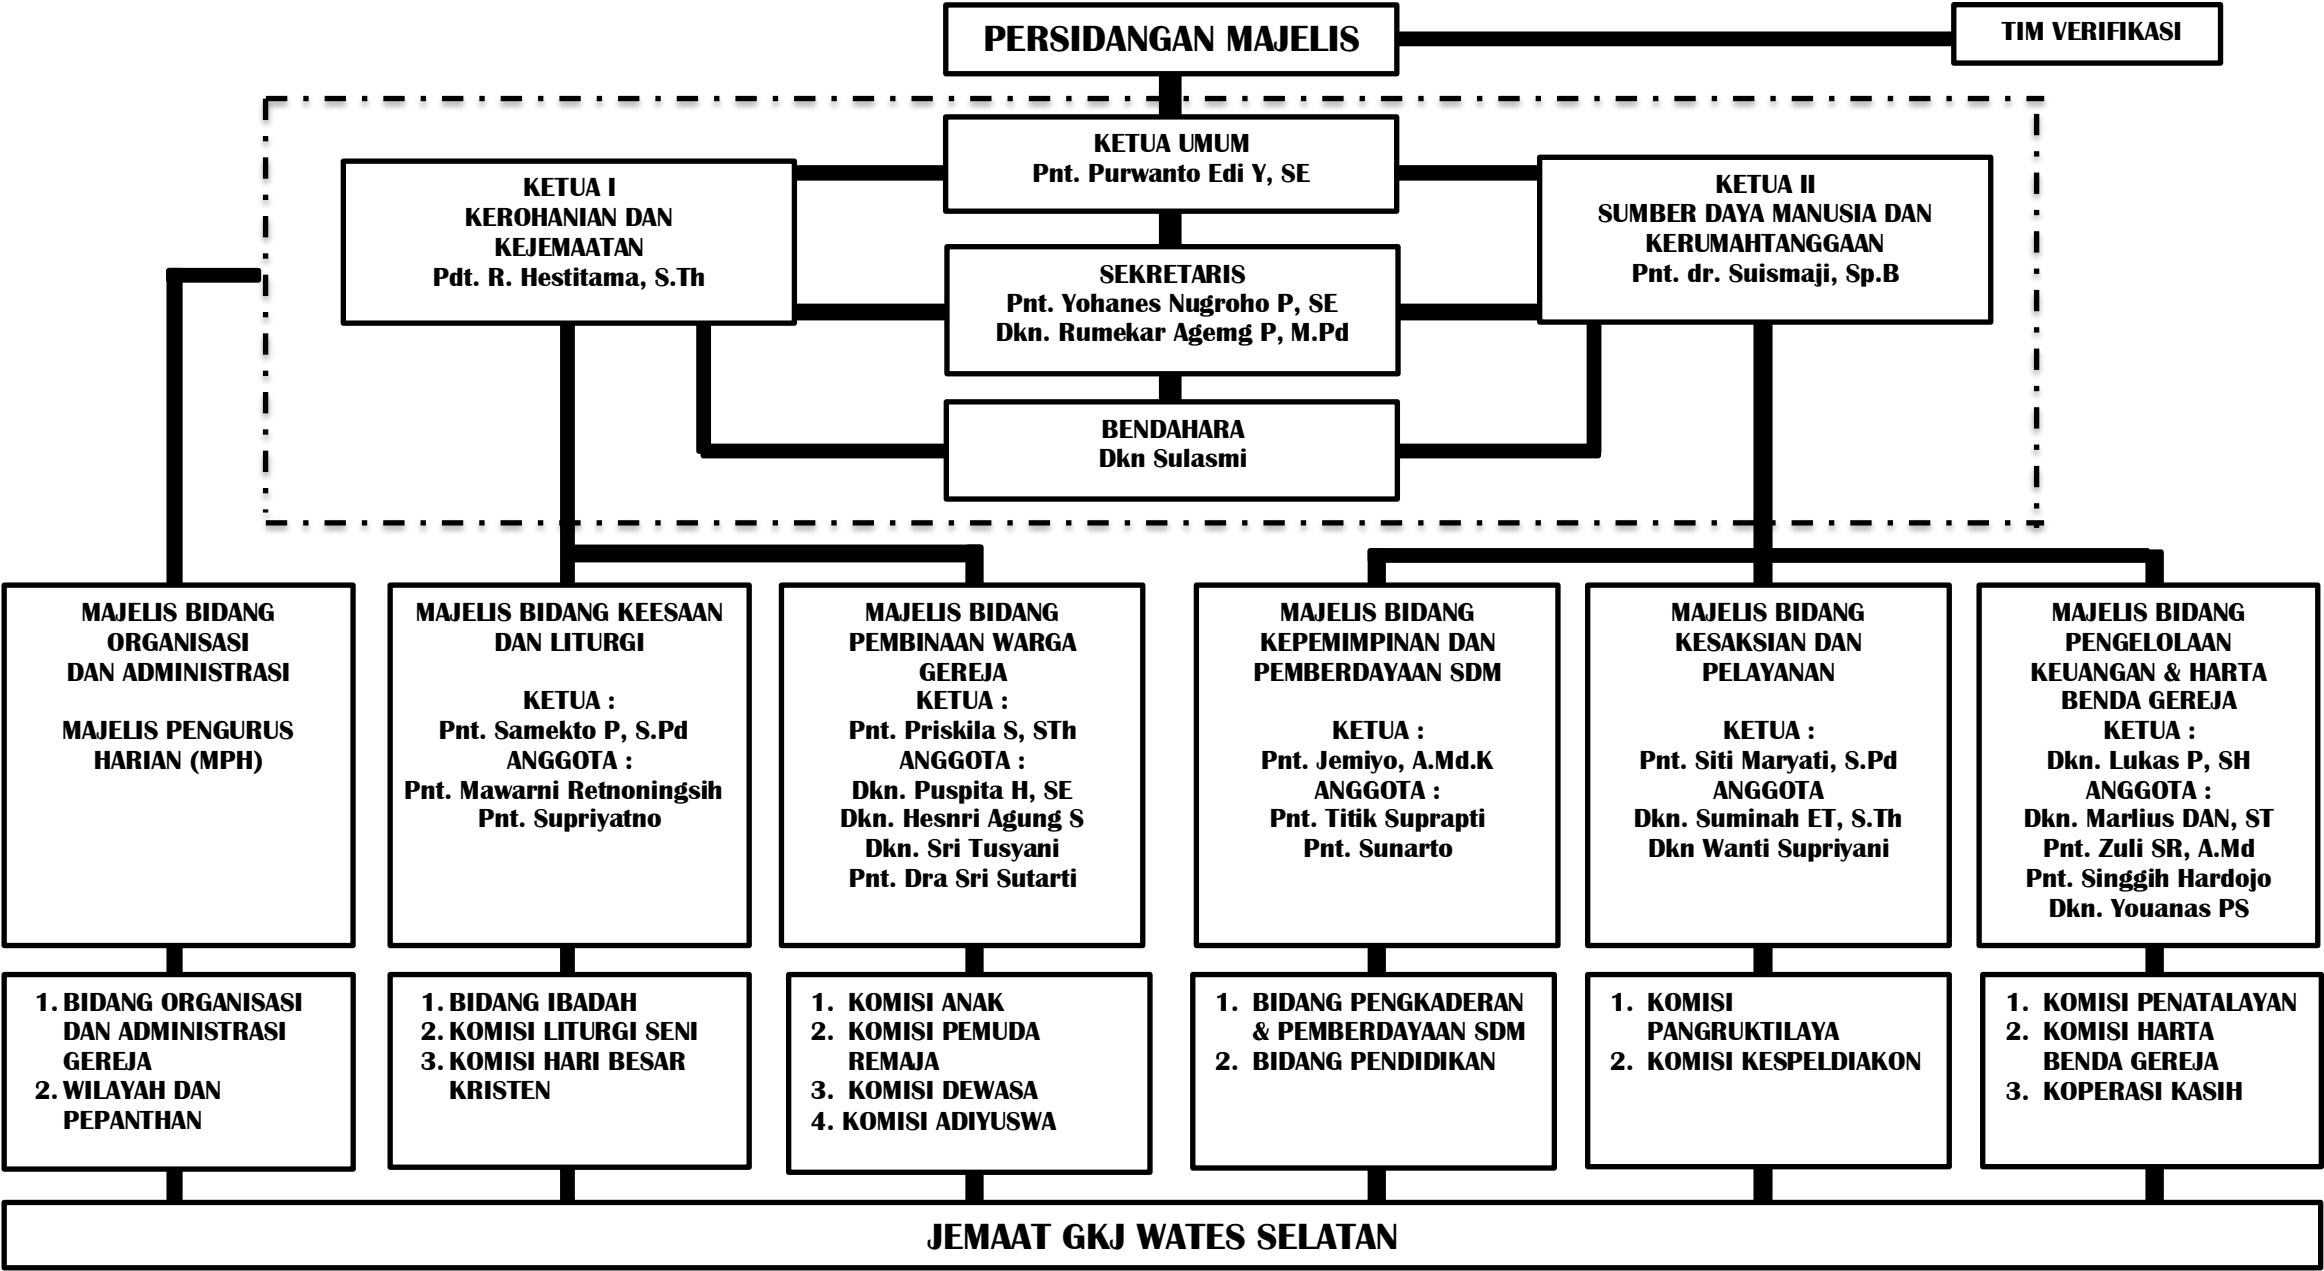 PERSIDANGAN MAJELIS
TIM VERIFIKASI
KETUA UMUM
Pnt. Purwanto Edi Y, SE
KETUA I
KEROHANIAN DAN
KEJEMAATAN
Pdt. R. Hestitama, S.Th
KETUA II
SUMBER DAYA MANUSIA DAN
KERUMAHTANGGAAN
Pnt. dr. Suismaji, Sp.B
SEKRETARIS
Pnt. Yohanes Nugroho P, SE
Dkn. Rumekar Agemg P, M.Pd
BENDAHARA
Dkn Sulasmi
MAJELIS BIDANG
ORGANISASI
DAN ADMINISTRASI
MAJELIS PENGURUS
HARIAN (MPH)
MAJELIS BIDANG KEESAAN
DAN LITURGI
KETUA :
Pnt. Samekto P, S.Pd
ANGGOTA :
Pnt. Mawarni Retnoningsih
Pnt. Supriyatno
MAJELIS BIDANG
PEMBINAAN WARGA
GEREJA
KETUA :
Pnt. Priskila S, STh
ANGGOTA :
Dkn. Puspita H, SE
Dkn. Hesnri Agung S
Dkn. Sri Tusyani
Pnt. Dra Sri Sutarti
MAJELIS BIDANG
KEPEMIMPINAN DAN
PEMBERDAYAAN SDM
KETUA :
Pnt. Jemiyo, A.Md.K
ANGGOTA :
Pnt. Titik Suprapti
Pnt. Sunarto
MAJELIS BIDANG
KESAKSIAN DAN
PELAYANAN
KETUA :
Pnt. Siti Maryati, S.Pd
ANGGOTA
Dkn. Suminah ET, S.Th
Dkn Wanti Supriyani
MAJELIS BIDANG
PENGELOLAAN
KEUANGAN & HARTA
BENDA GEREJA
KETUA :
Dkn. Lukas P, SH
ANGGOTA :
Dkn. Marlius DAN, ST
Pnt. Zuli SR, A.Md
Pnt. Singgih Hardojo
Dkn. Youanas PS
1. BIDANG ORGANISASI
DAN ADMINISTRASI
GEREJA
2. WILAYAH DAN
PEPANTHAN
1. BIDANG IBADAH
2. KOMISI LITURGI SENI
3. KOMISI HARI BESAR
KRISTEN
1. KOMISI ANAK
2. KOMISI PEMUDA
REMAJA
3. KOMISI DEWASA
4. KOMISI ADIYUSWA
1. BIDANG PENGKADERAN
& PEMBERDAYAAN SDM
2. BIDANG PENDIDIKAN
1. KOMISI
PANGRUKTILAYA
2. KOMISI KESPELDIAKON
1. KOMISI PENATALAYAN
2. KOMISI HARTA
BENDA GEREJA
3. KOPERASI KASIH
JEMAAT GKJ WATES SELATAN